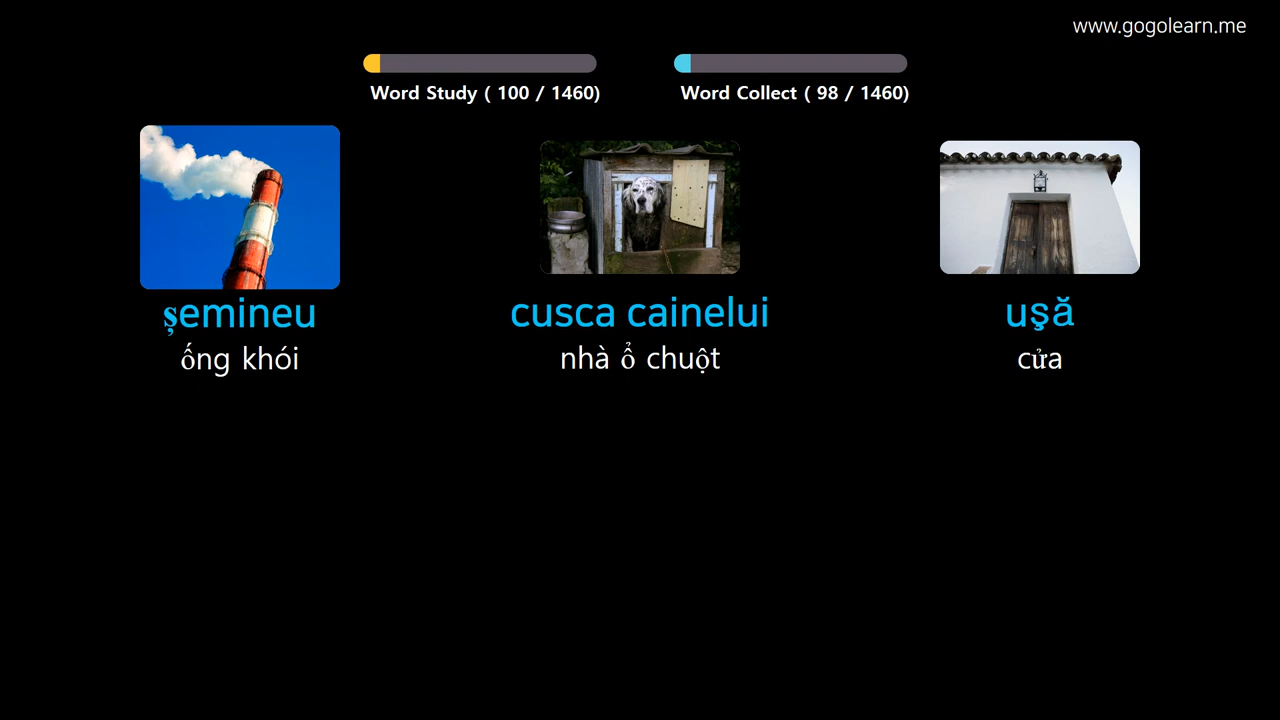 www.gogolearn.me
Word Study ( 100 / 1460)
Word Collect ( 98 / 1460)
șemineu
cusca cainelui
uşă
ống khói
nhà ổ chuột
cửa